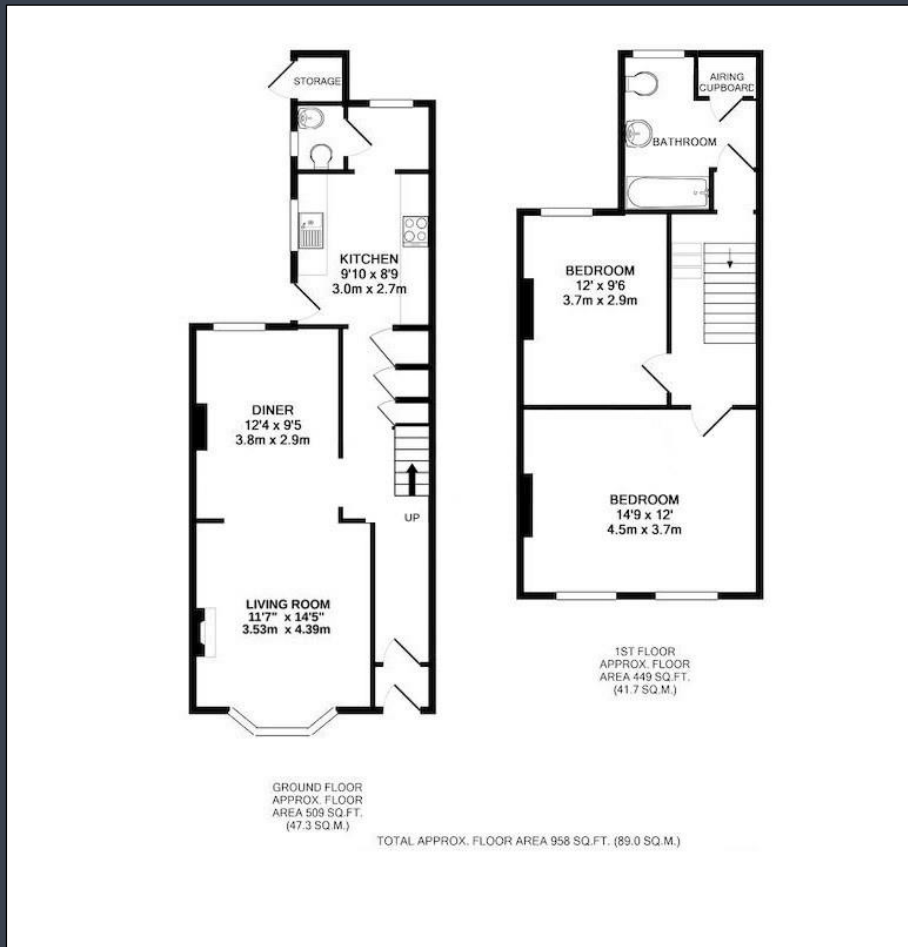 STORAGE
KITCHEN
9'10 x 8'9
3.0m x 2.7m
DINER
12'4 x 9'5
3.8m x 2.9m
UP
LIVING ROOM
11'7" x 14'5"
3.53m x 4.39m
GROUND FLOOR
APPROX. FLOOR
AREA 509 SQ.FT.
(47.3 SQ.M.)
AIRING
CUPBOARD
BATHROOM
BEDROOM
12' x 9'6
3.7m x 2.9m
BEDROOM
14'9 x 12'
4.5m x 3.7m
1ST FLOOR
APPROX. FLOOR
AREA 449 SQ.FT.
(41.7 SQ.M.)
TOTAL APPROX. FLOOR AREA 958 SQ.FT. (89.0 SQ.M.)